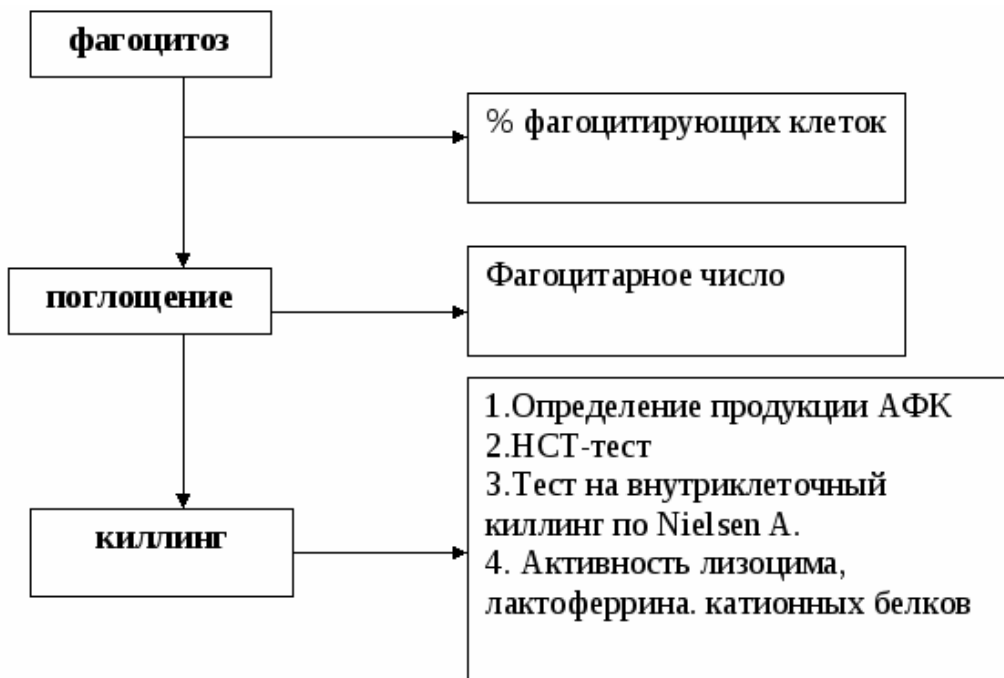 фагоцитоз
% фагоцитирующих клеток
поглощение
Фагоцитарное число
киллинг
1.Определение продукции АФК
2.НСТ-тест
3.Тест на внутриклеточный
киллинг по Nielsen A.
4. Активность лизоцима,
лактоферрина. катионных белков